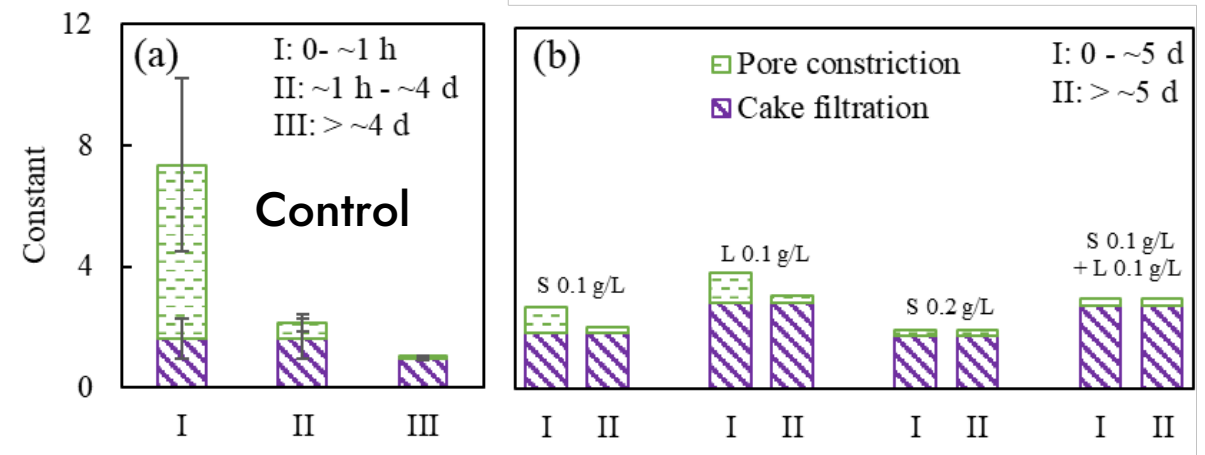 12
8
4
0
Constant
(a)
I: 0- ~1 h
II: ~1 h - ~4 d
III: > ~4 d
Control
I II III
(b)
Pore constriction
Cake filtration
I: 0 - ~5 d
II: > ~5 d
S 0.1 g/L
L 0.1 g/L
S 0.2 g/L
S 0.1 g/L
+ L 0.1 g/L
I II I II I II I II